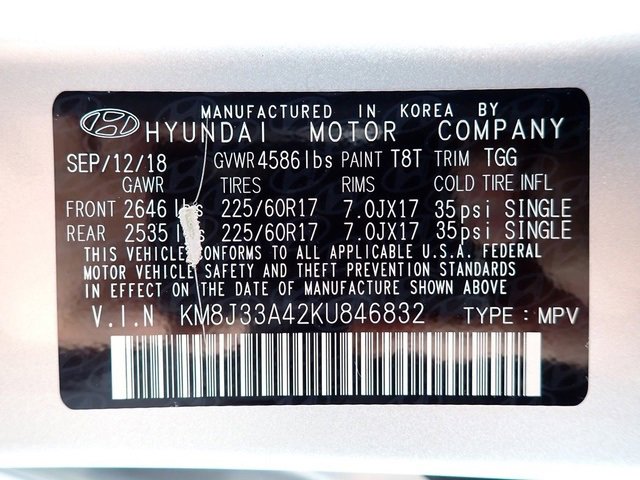 MANUFACTURED IN KOREA BY
HYUNDAI MOTOR COMPANY
SEP/12/18 GVWR 4586lbs PAINT T8T TRIM TGG
GAWR TIRES RIMS COLD TIRE INFL
FRONT 2646 lbs 225/60R17 7.0JX17 35psi SINGLE
REAR 2535 lbs 225/60R17 7.0JX17 35psi SINGLE
THIS VEHICLE CONFORMS TO ALL APPLICABLE U.S.A. FEDERAL
MOTOR VEHICLE SAFETY AND THEFT PREVENTION STANDARDS
IN EFFECT ON THE DATE OF MANUFACTURE SHOWN ABOVE
V.I.N KM8J33A42KU846832 TYPE: MPV